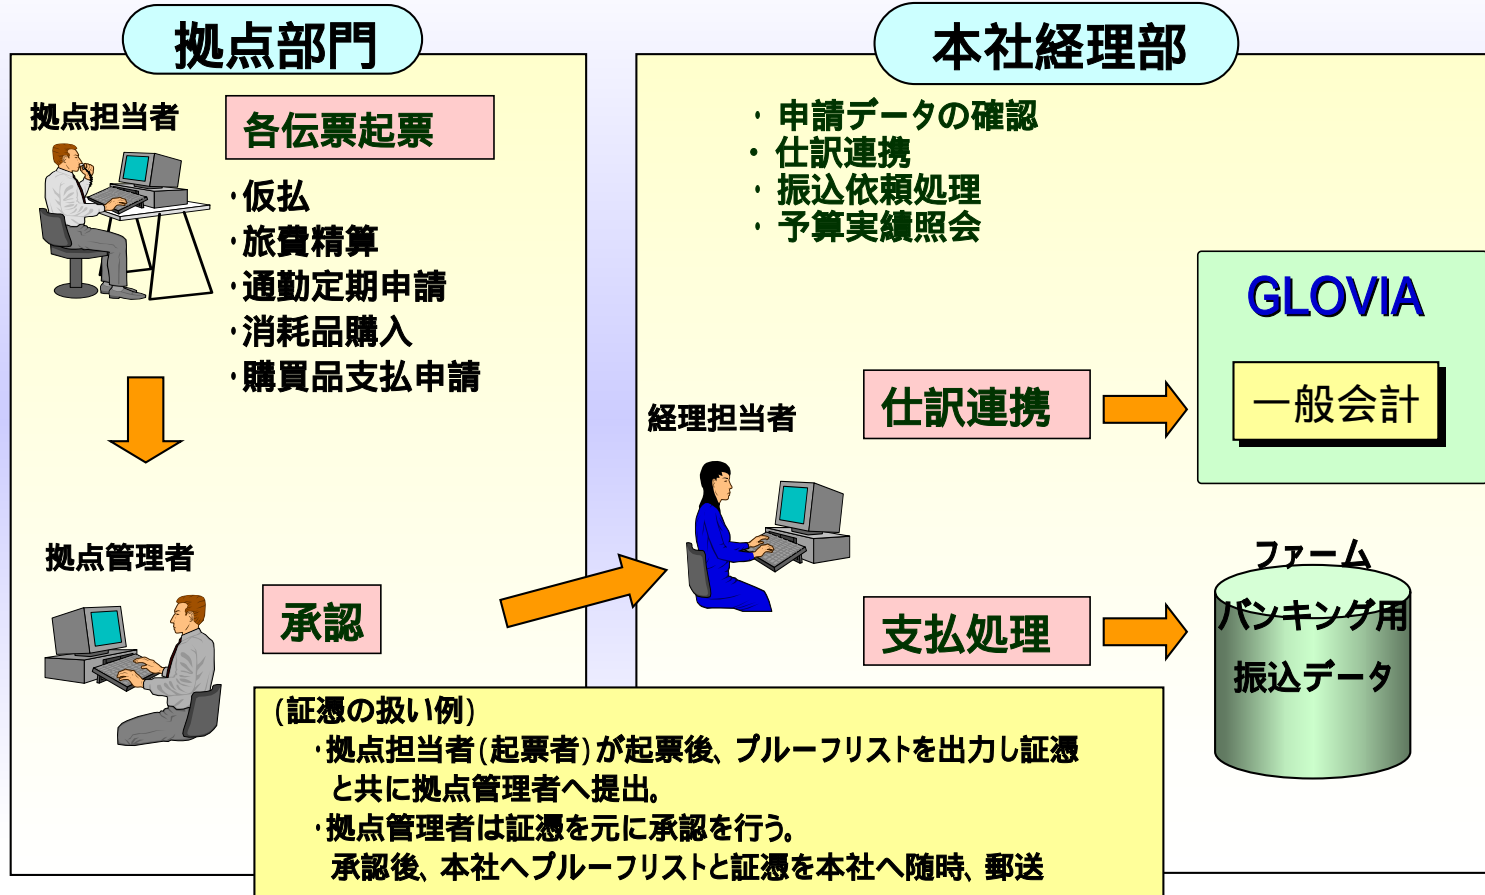 拠点部門
拠点担当者
各伝票起票
・仮払
・旅費精算
・通勤定期申請
・消耗品購入
・購買品支払申請
拠点管理者
承認
本社経理部
・ 申請データの確認
・ 仕訳連携
・ 振込依頼処理
・ 予算実績照会
経理担当者
仕訳連携
GLOVIA
一般会計
支払処理
ファーム
バンキング用
振込データ
(証憑の扱い例)
・拠点担当者(起票者)が起票後、プルーフリストを出力し証憑
と共に拠点管理者へ提出。
・拠点管理者は証憑を元に承認を行う。
承認後、本社へプルーフリストと証憑を本社へ随時、郵送